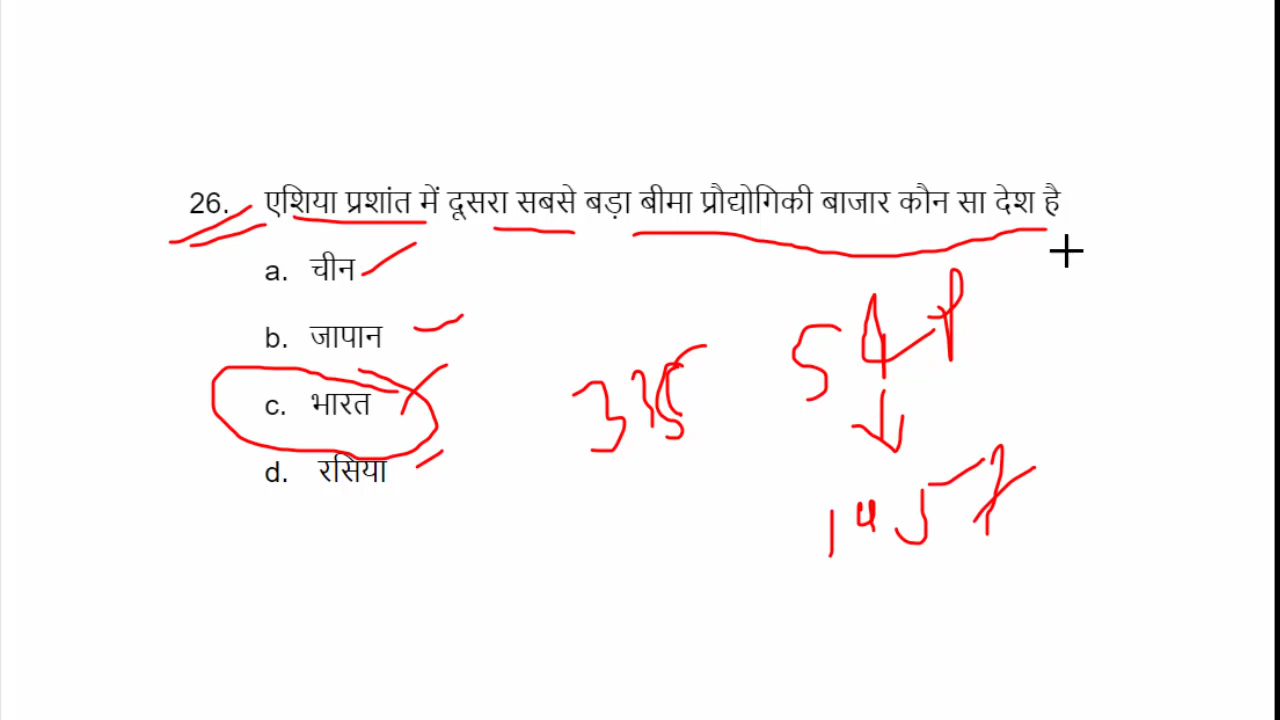 26. एशिया प्रशांत में दूसरा सबसे बड़ा बीमा प्रौद्योगिकी बाजार कौन सा देश है
a. चीन
b. जापान
c. भारत
d. रसिया